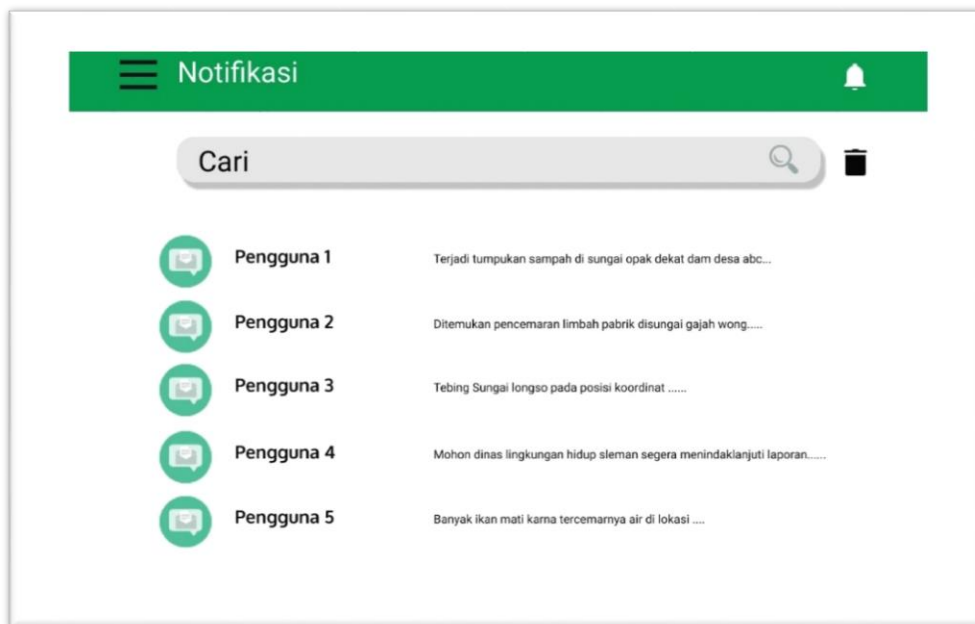 Notifikasi
Cari
Pengguna 1 Terjadi tumpukan sampah di sungai opak dekat dam desa abc...
Pengguna 2 Ditemukan pencemaran limbah pabrik disungai gajah wong.....
Pengguna 3 Tebing Sungai longso pada posisi koordinat ......
Pengguna 4 Mohon dinas lingkungan hidup sleman segera menindaklanjuti laporan......
Pengguna 5 Banyak ikan mati karna tercemarnya air di lokasi ....